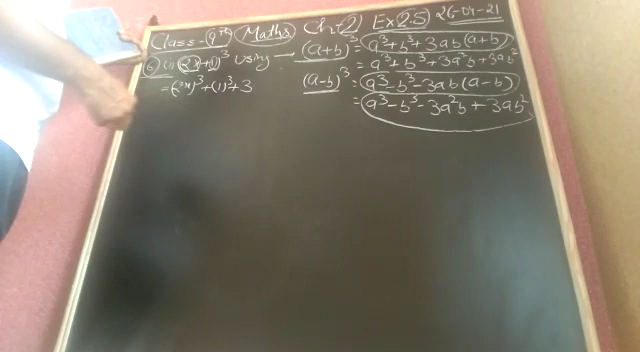 Class-9th Maths Ch-2 Ex 2.5 26-04-21
(6) (i) (2x+1)³ using → (a+b)³ = a³+b³+3ab(a+b)
= a³+b³+3a²b+3ab²
= (2x)³+(1)³+3 (a-b)³ = a³-b³-3ab(a-b)
= a³-b³-3a²b+3ab²